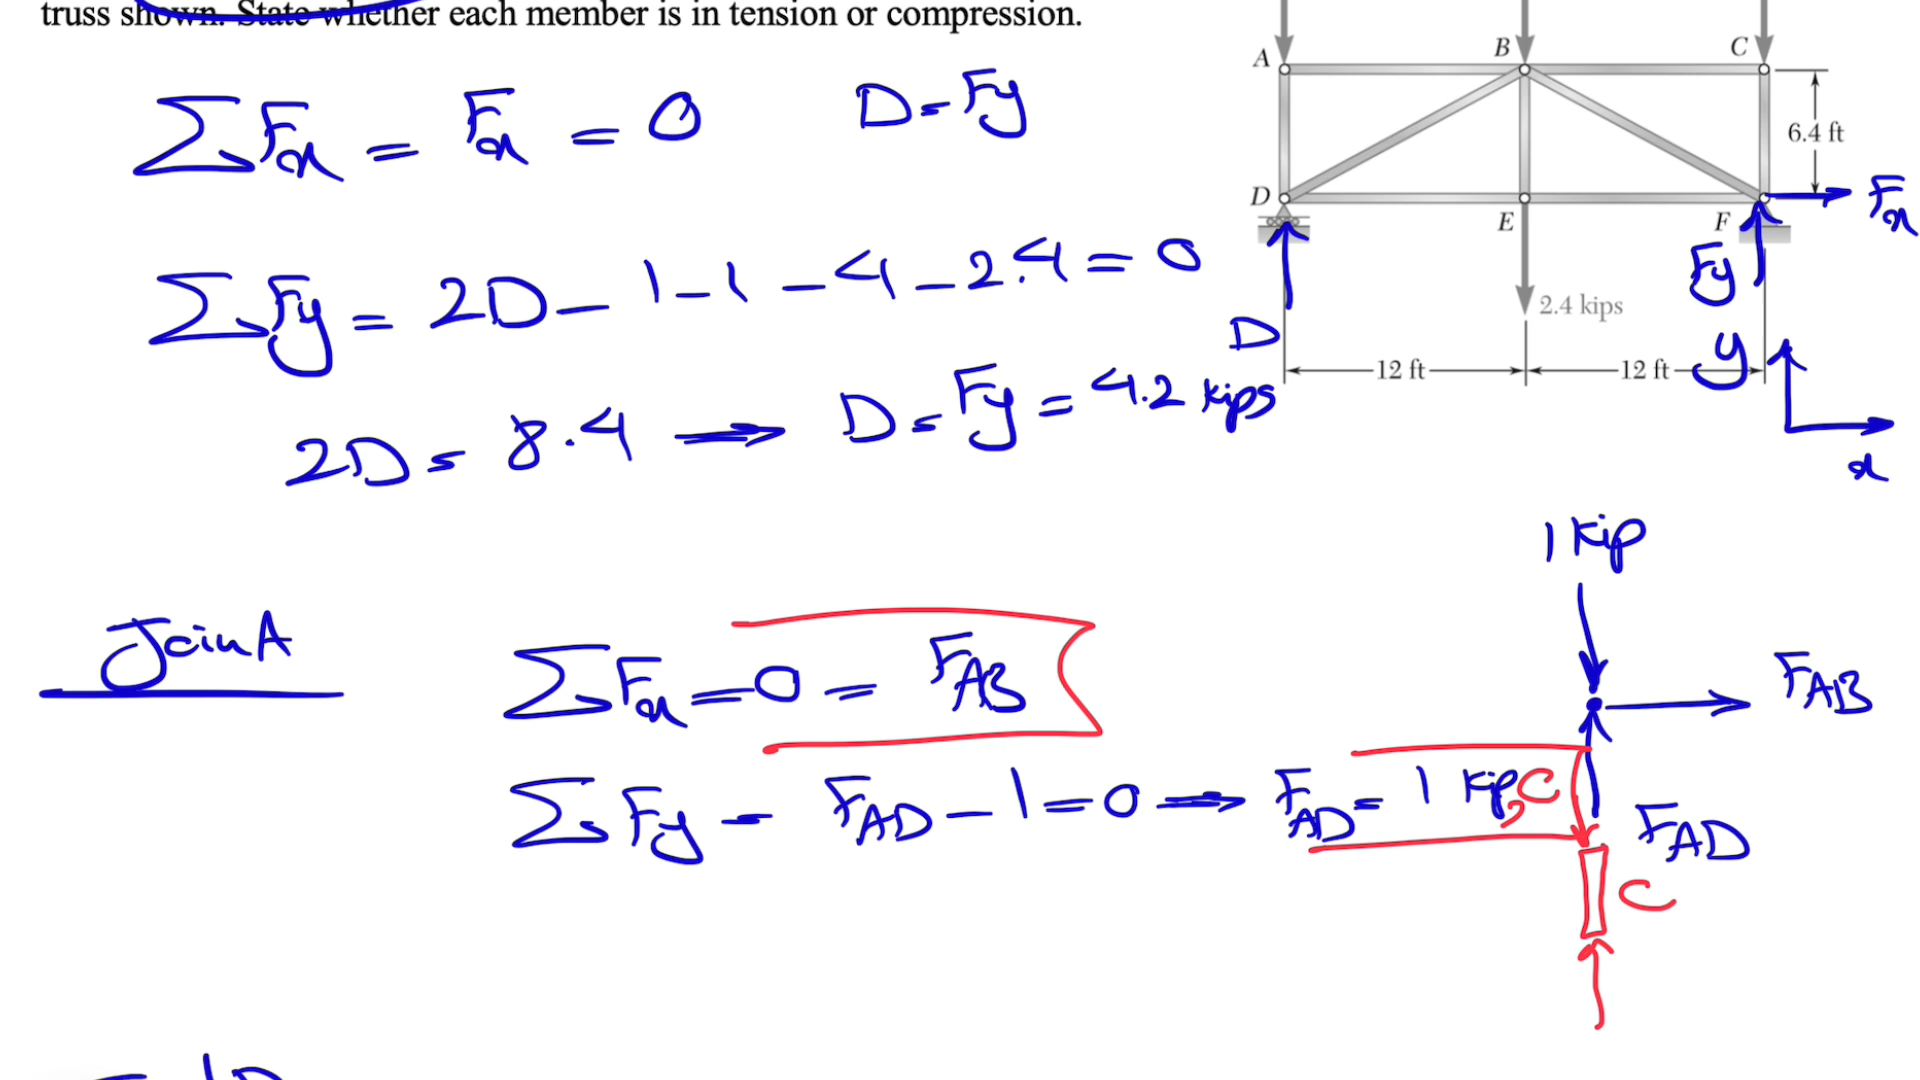 truss shown. State whether each member is in tension or compression.
A B C
6.4 ft
D E F
2.4 kips
12 ft 12 ft
ΣFx = Fx = 0 D = Fy
Fx
ΣFy = 2D - 1 - 1 - 4 - 2.4 = 0
D
Fy
y
x
2D = 8.4 ⟹ D = Fy = 4.2 kips
1 kip
Join A
ΣFx = 0 = FAB
FAB
ΣFy = FAD - 1 = 0 ⟹ FAD = 1 kip, C
FAD
C